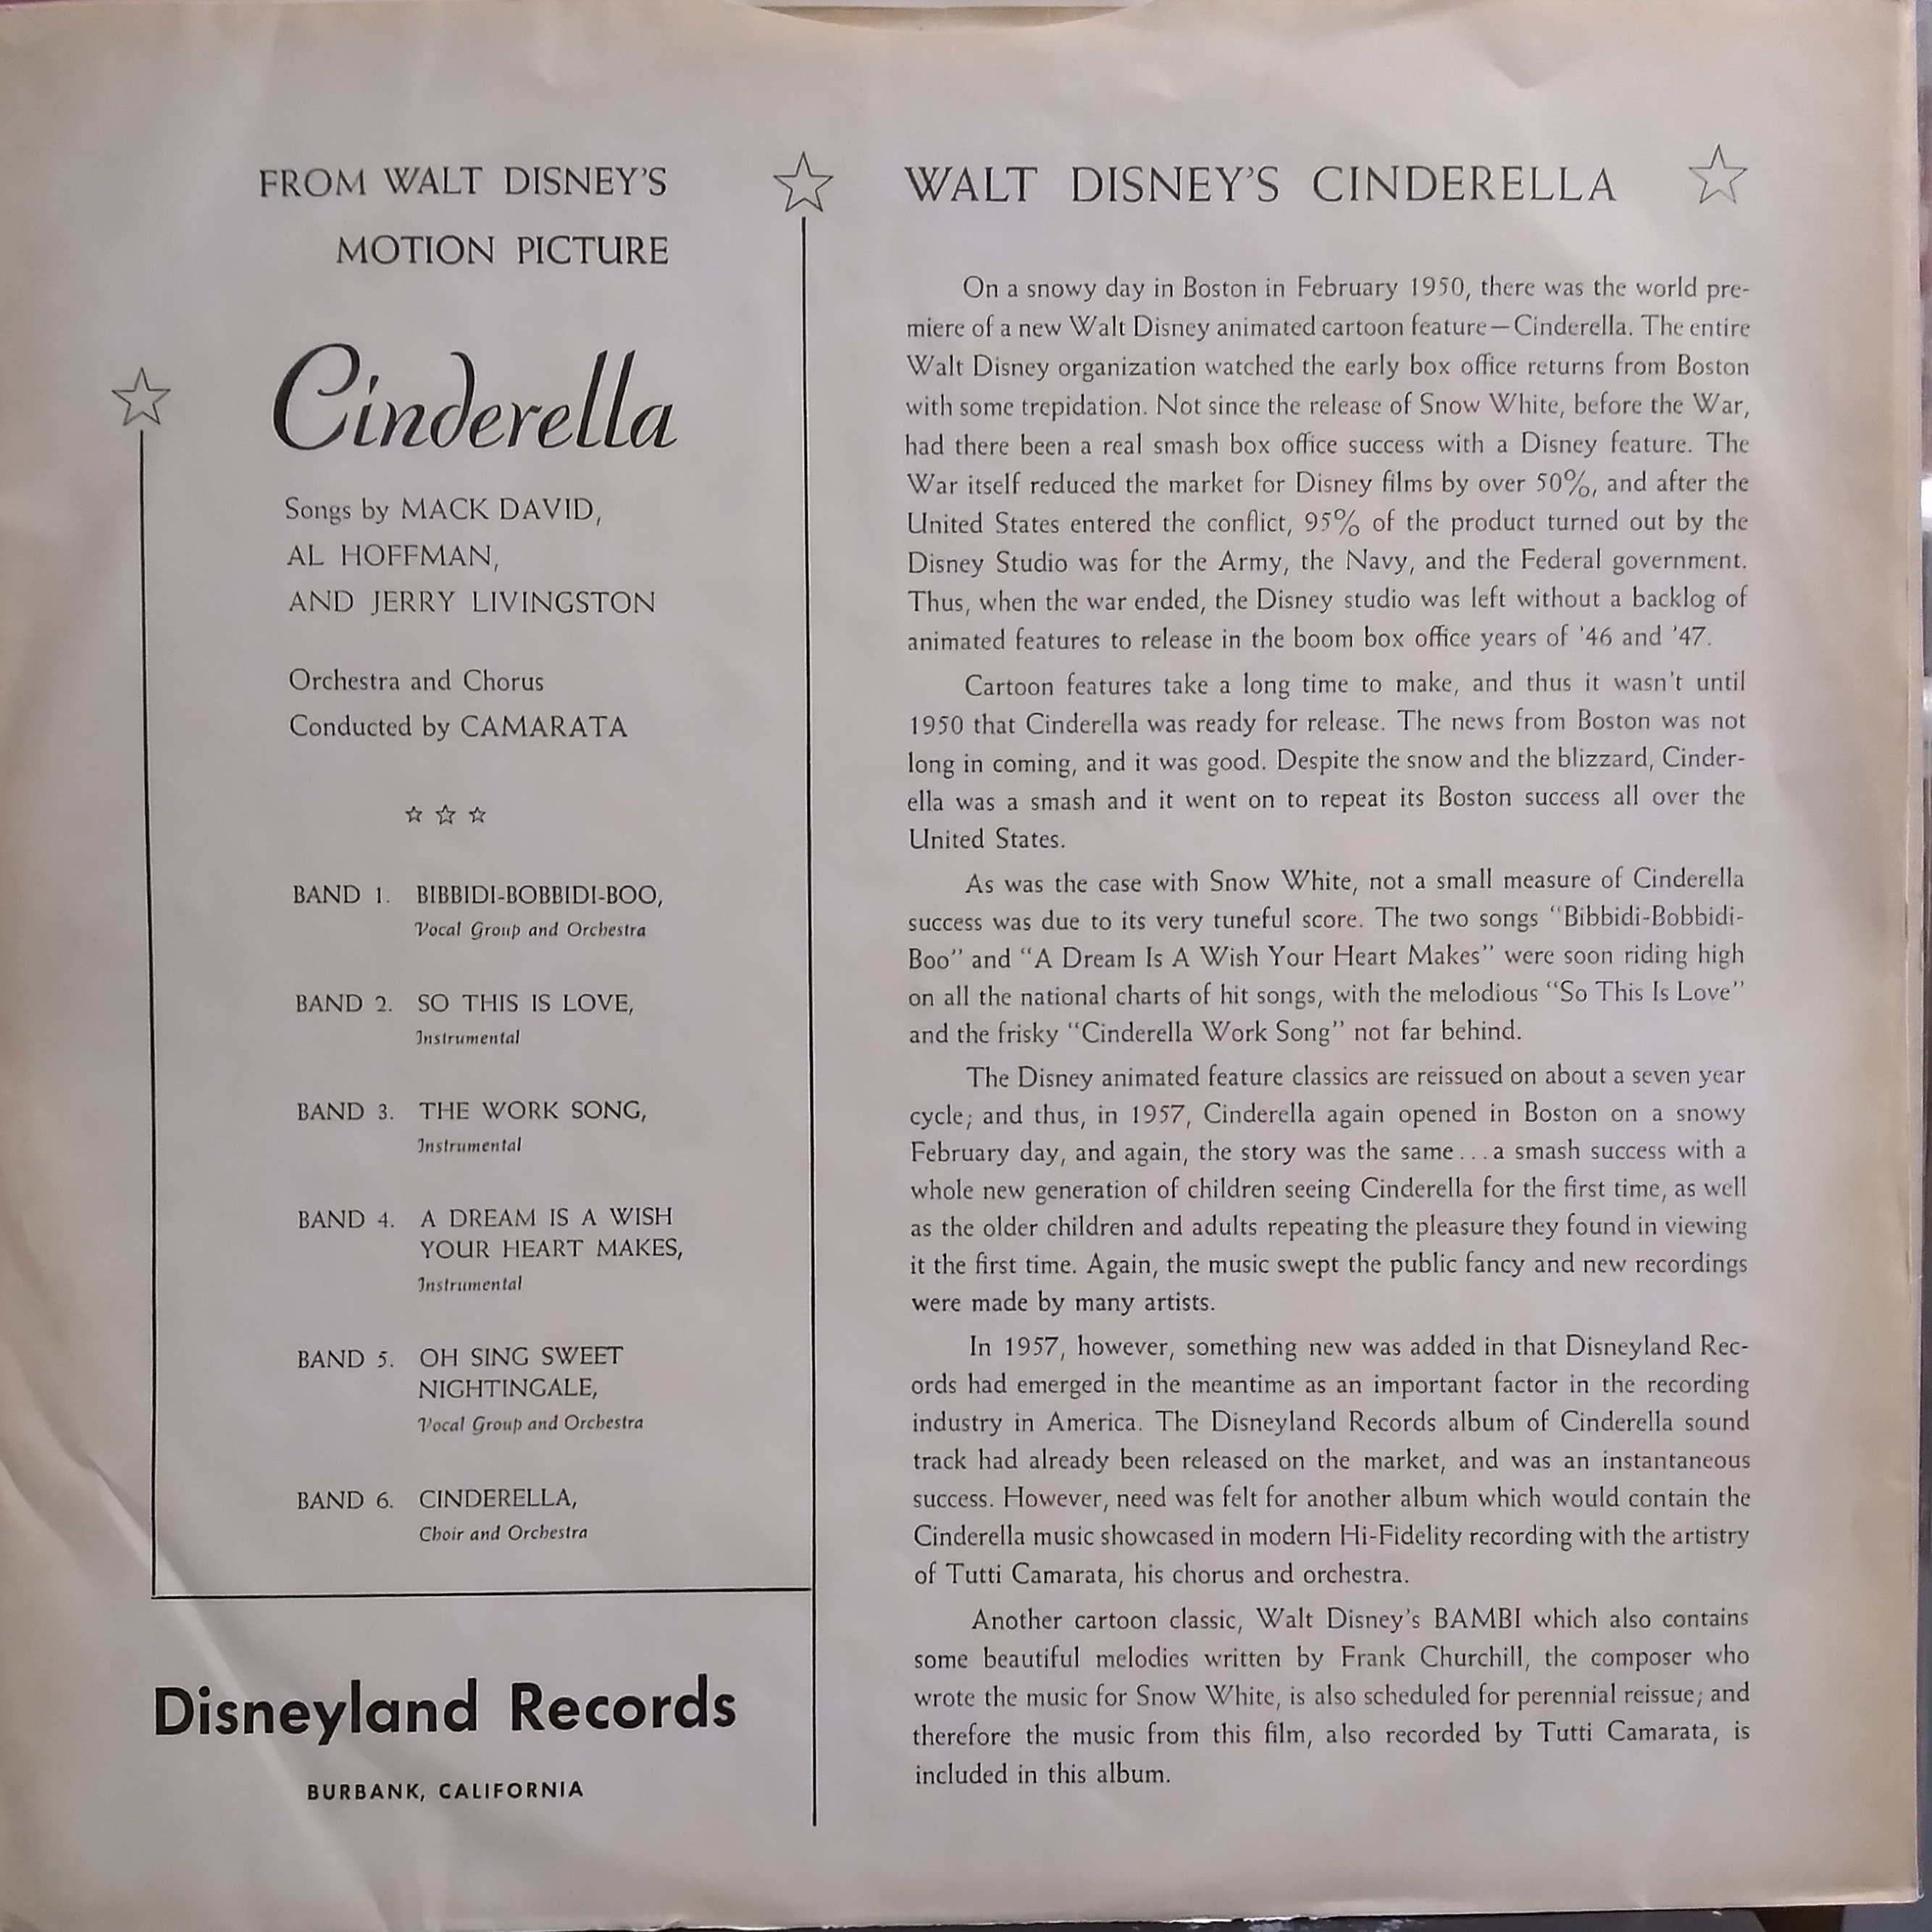 FROM WALT DISNEY'S
MOTION PICTURE
Cinderella
Songs by MACK DAVID,
AL HOFFMAN,
AND JERRY LIVINGSTON
Orchestra and Chorus
Conducted by CAMARATA
BAND 1. BIBBIDI-BOBBIDI-BOO,
Vocal Group and Orchestra
BAND 2. SO THIS IS LOVE,
Instrumental
BAND 3. THE WORK SONG,
Instrumental
BAND 4. A DREAM IS A WISH
YOUR HEART MAKES,
Instrumental
BAND 5. OH SING SWEET
NIGHTINGALE,
Vocal Group and Orchestra
BAND 6. CINDERELLA,
Choir and Orchestra
Disneyland Records
BURBANK, CALIFORNIA
WALT DISNEY'S CINDERELLA
On a snowy day in Boston in February 1950, there was the world pre-
miere of a new Walt Disney animated cartoon feature—Cinderella. The entire
Walt Disney organization watched the early box office returns from Boston
with some trepidation. Not since the release of Snow White, before the War,
had there been a real smash box office success with a Disney feature. The
War itself reduced the market for Disney films by over 50%, and after the
United States entered the conflict, 95% of the product turned out by the
Disney Studio was for the Army, the Navy, and the Federal government.
Thus, when the war ended, the Disney studio was left without a backlog of
animated features to release in the boom box office years of '46 and '47.
Cartoon features take a long time to make, and thus it wasn't until
1950 that Cinderella was ready for release. The news from Boston was not
long in coming, and it was good. Despite the snow and the blizzard, Cinder-
ella was a smash and it went on to repeat its Boston success all over the
United States.
As was the case with Snow White, not a small measure of Cinderella
success was due to its very tuneful score. The two songs "Bibbidi-Bobbidi-
Boo" and "A Dream Is A Wish Your Heart Makes" were soon riding high
on all the national charts of hit songs, with the melodious "So This Is Love"
and the frisky "Cinderella Work Song" not far behind.
The Disney animated feature classics are reissued on about a seven year
cycle; and thus, in 1957, Cinderella again opened in Boston on a snowy
February day, and again, the story was the same...a smash success with a
whole new generation of children seeing Cinderella for the first time, as well
as the older children and adults repeating the pleasure they found in viewing
it the first time. Again, the music swept the public fancy and new recordings
were made by many artists.
In 1957, however, something new was added in that Disneyland Rec-
ords had emerged in the meantime as an important factor in the recording
industry in America. The Disneyland Records album of Cinderella sound
track had already been released on the market, and was an instantaneous
success. However, need was felt for another album which would contain the
Cinderella music showcased in modern Hi-Fidelity recording with the artistry
of Tutti Camarata, his chorus and orchestra.
Another cartoon classic, Walt Disney's BAMBI which also contains
some beautiful melodies written by Frank Churchill, the composer who
wrote the music for Snow White, is also scheduled for perennial reissue; and
therefore the music from this film, also recorded by Tutti Camarata, is
included in this album.